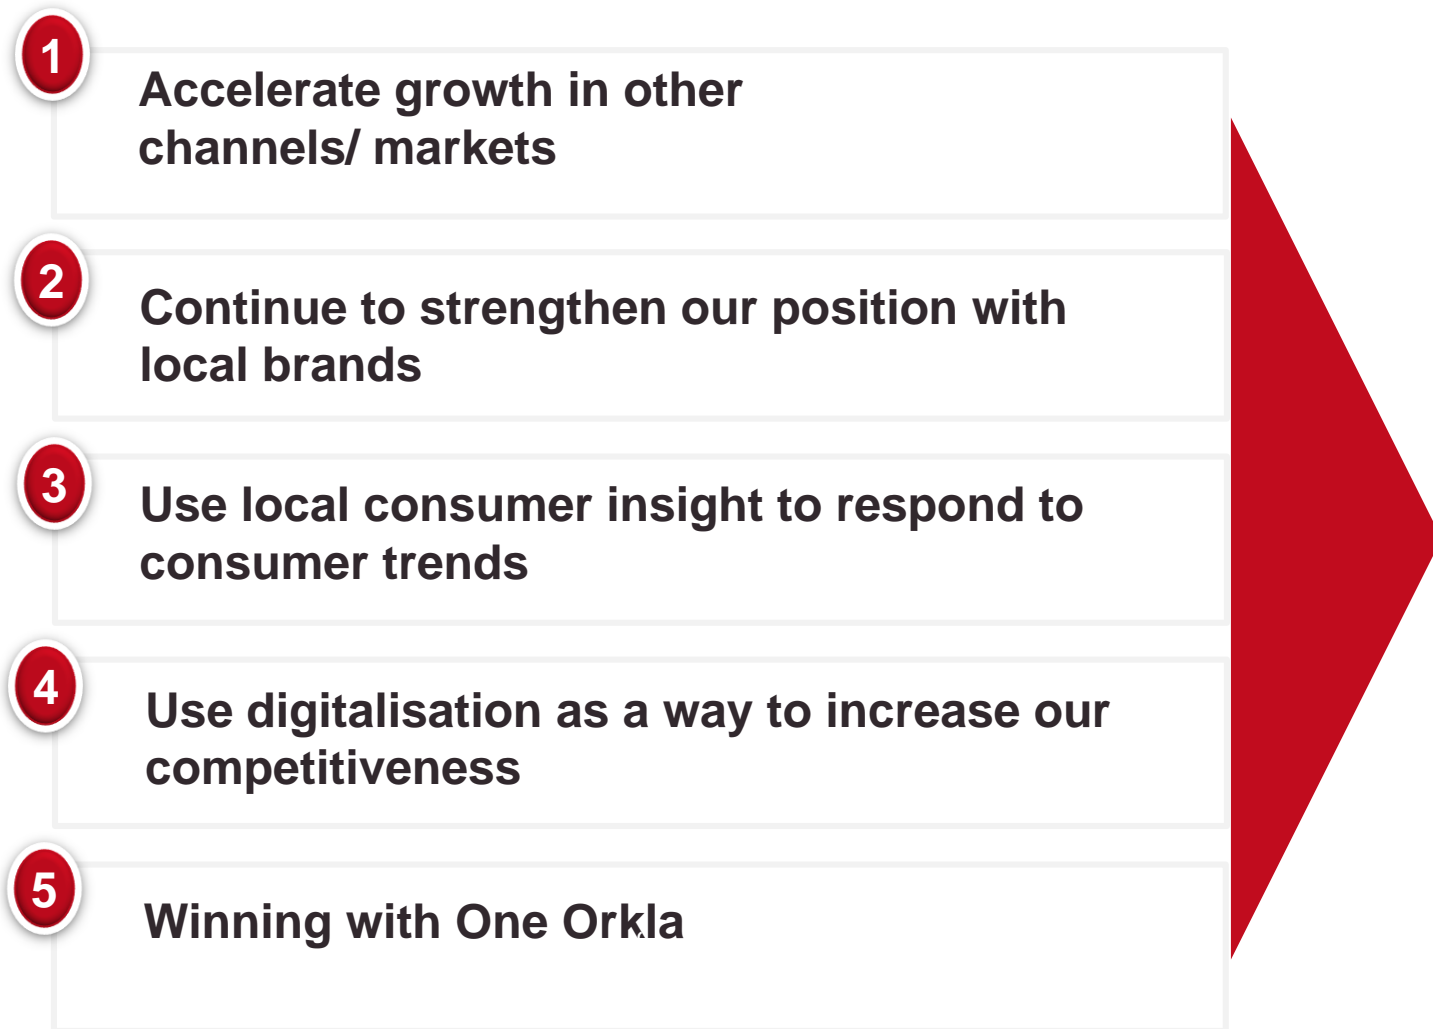 1
Accelerate growth in other
channels/ markets
2
Continue to strengthen our position with
local brands
3
Use local consumer insight to respond to
consumer trends
4
Use digitalisation as a way to increase our
competitiveness
5
Winning with One Orkla